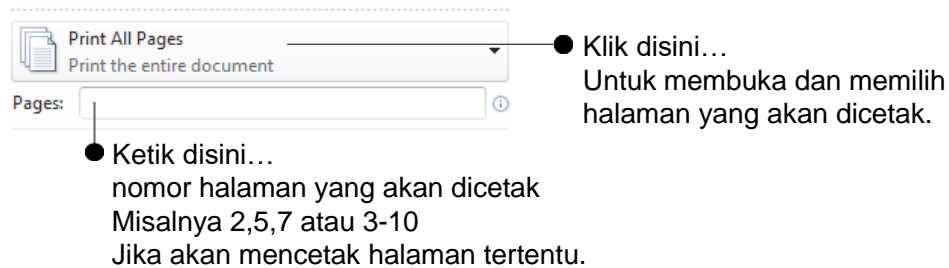 Print All Pages
Print the entire document
Pages:
Klik disini…
Untuk membuka dan memilih
halaman yang akan dicetak.
Ketik disini…
nomor halaman yang akan dicetak
Misalnya 2,5,7 atau 3-10
Jika akan mencetak halaman tertentu.